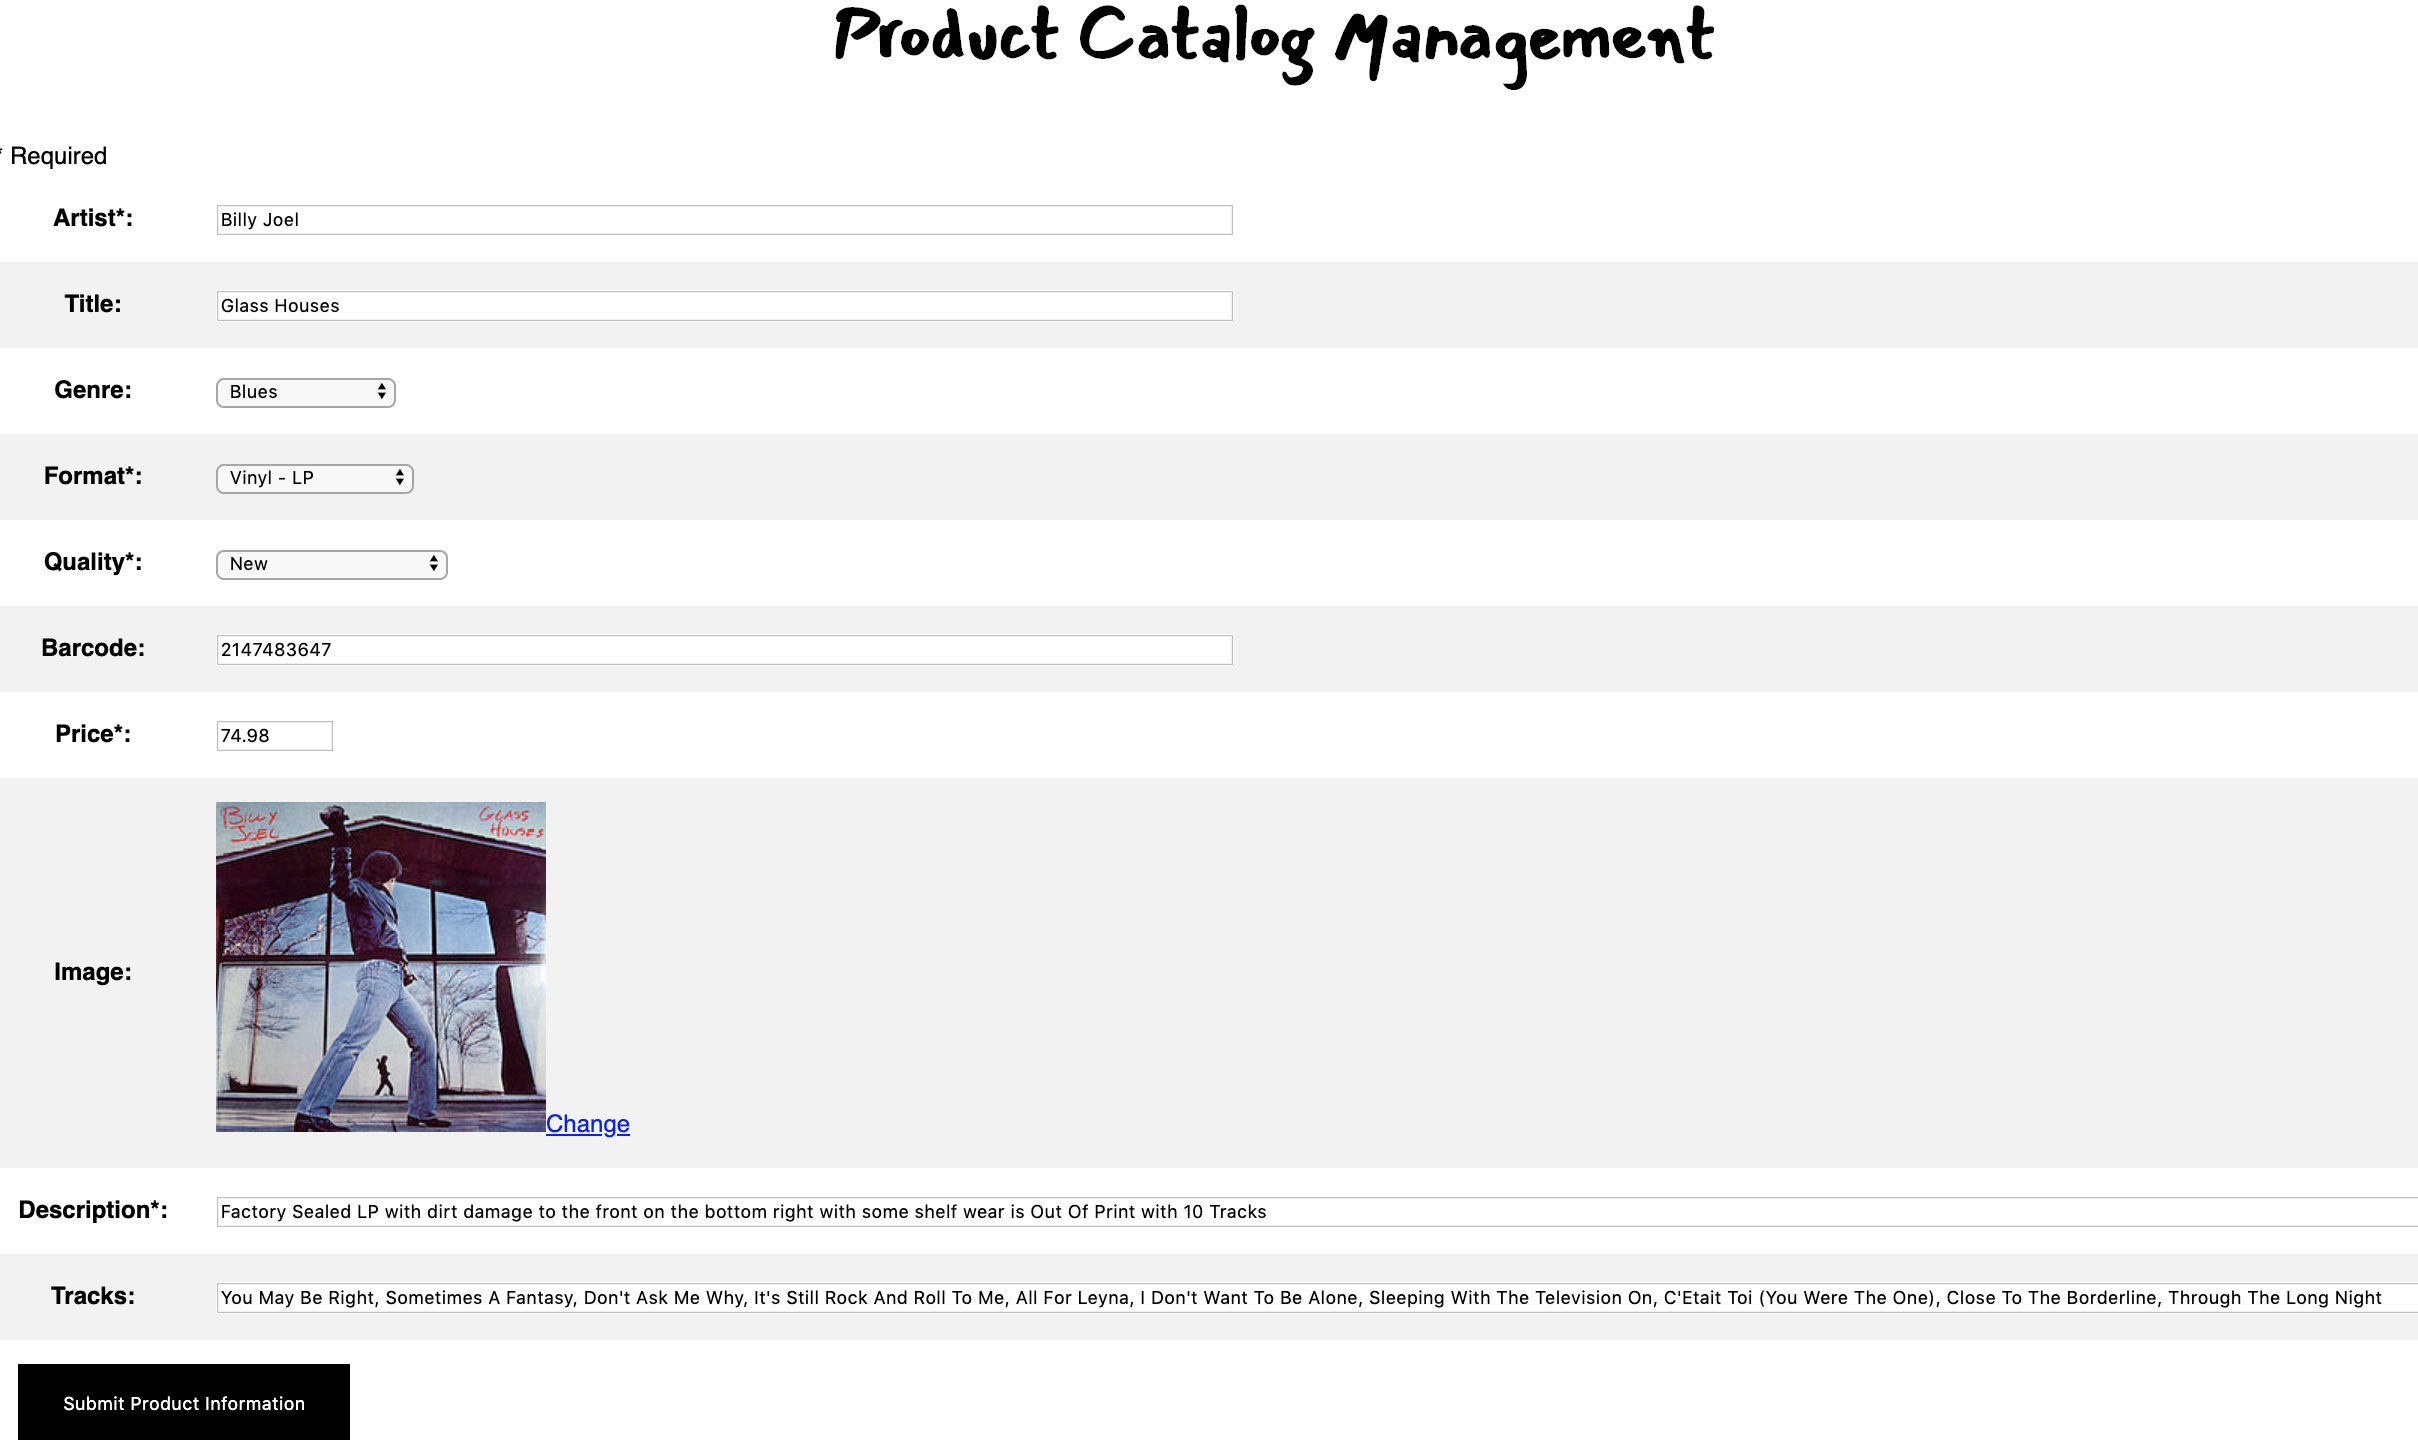 Product Catalog Management
* Required
Artist*: Billy Joel
Title: Glass Houses
Genre: Blues
Format*: Vinyl - LP
Quality*: New
Barcode: 2147483647
Price*: 74.98
BILLY JOEL
GLASS HOUSES
Image:
Change
Description*: Factory Sealed LP with dirt damage to the front on the bottom right with some shelf wear is Out Of Print with 10 Tracks
Tracks: You May Be Right, Sometimes A Fantasy, Don't Ask Me Why, It's Still Rock And Roll To Me, All For Leyna, I Don't Want To Be Alone, Sleeping With The Television On, C'Etait Toi (You Were The One), Close To The Borderline, Through The Long Night
Submit Product Information